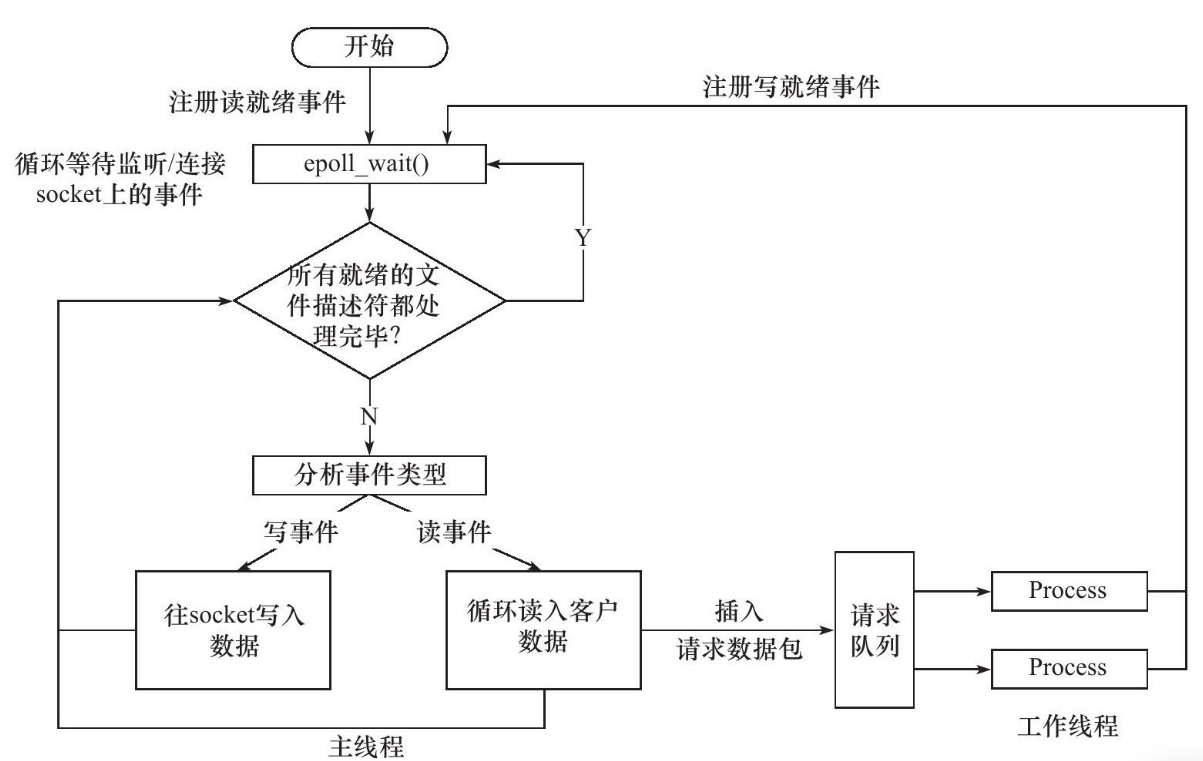 开始
注册读就绪事件
注册写就绪事件
循环等待监听/连接
socket上的事件
epoll_wait()
Y
所有就绪的文
件描述符都处
理完毕?
N
分析事件类型
写事件
读事件
往socket写入
数据
循环读入客户
数据
插入
请求数据包
请求
队列
Process
Process
工作线程
主线程